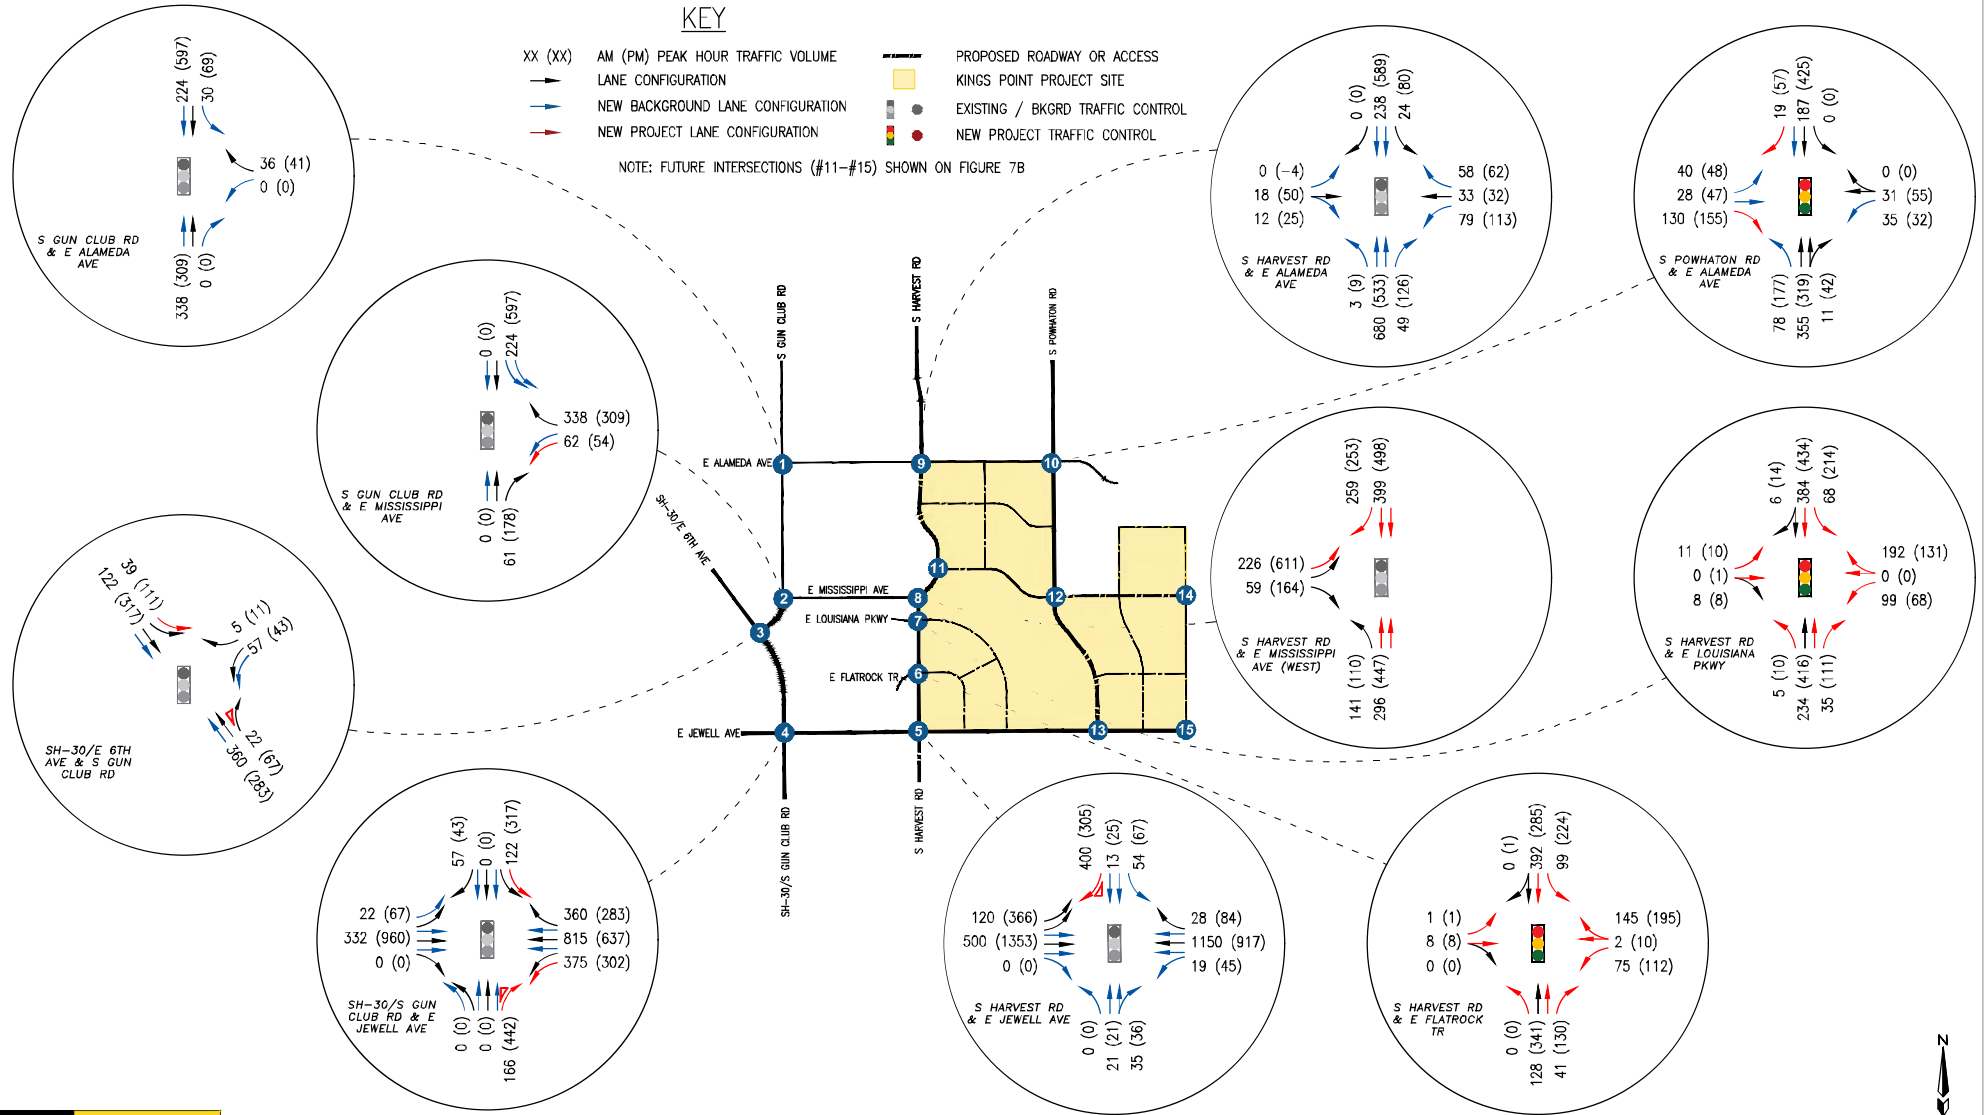 KEY
XX (XX) AM (PM) PEAK HOUR TRAFFIC VOLUME
LANE CONFIGURATION
NEW BACKGROUND LANE CONFIGURATION
NEW PROJECT LANE CONFIGURATION
PROPOSED ROADWAY OR ACCESS
KINGS POINT PROJECT SITE
EXISTING / BKGRD TRAFFIC CONTROL
NEW PROJECT TRAFFIC CONTROL
NOTE: FUTURE INTERSECTIONS (#11-#15) SHOWN ON FIGURE 7B
224 (597)
30 (69)
36 (41)
0 (0)
338 (309)
0 (0)
S GUN CLUB RD
& E ALAMEDA
AVE
0 (0)
224 (597)
338 (309)
62 (54)
0 (0)
61 (178)
S GUN CLUB RD
& E MISSISSIPPI
AVE
39 (111)
122 (317)
5 (11)
57 (43)
22 (67)
360 (283)
SH-30/E 6TH
AVE & S GUN
CLUB RD
57 (43)
0 (0)
122 (317)
22 (67)
332 (960)
0 (0)
360 (283)
815 (637)
375 (302)
0 (0)
0 (0)
166 (442)
SH-30/S GUN
CLUB RD & E
JEWELL AVE
S GUN CLUB RD
S HARVEST RD
S POWHATON RD
E ALAMEDA AVE
1
9
10
SH-30/E 6TH AVE
11
E MISSISSIPPI AVE
2
8
12
14
E LOUISIANA PKWY
7
3
E FLATROCK TR
6
E JEWELL AVE
4
5
13
15
SH-30/S GUN CLUB RD
S HARVEST RD
0 (0)
238 (589)
24 (80)
0 (-4)
18 (50)
12 (25)
58 (62)
33 (32)
79 (113)
3 (9)
680 (533)
49 (126)
S HARVEST RD
& E ALAMEDA
AVE
19 (57)
187 (425)
0 (0)
40 (48)
28 (47)
130 (155)
0 (0)
31 (55)
35 (32)
78 (177)
355 (319)
11 (42)
S POWHATON RD
& E ALAMEDA
AVE
259 (253)
399 (498)
226 (611)
59 (164)
141 (110)
296 (447)
S HARVEST RD
& E MISSISSIPPI
AVE (WEST)
6 (14)
384 (434)
68 (214)
11 (10)
0 (1)
8 (8)
192 (131)
0 (0)
99 (68)
5 (10)
234 (416)
35 (111)
S HARVEST RD
& E LOUISIANA
PKWY
400 (305)
13 (25)
54 (67)
120 (366)
500 (1353)
0 (0)
28 (84)
1150 (917)
19 (45)
0 (0)
21 (21)
35 (36)
S HARVEST RD
& E JEWELL AVE
0 (1)
392 (285)
99 (224)
1 (1)
8 (8)
0 (0)
145 (195)
2 (10)
75 (112)
0 (0)
128 (341)
41 (130)
S HARVEST RD
& E FLATROCK
TR
N